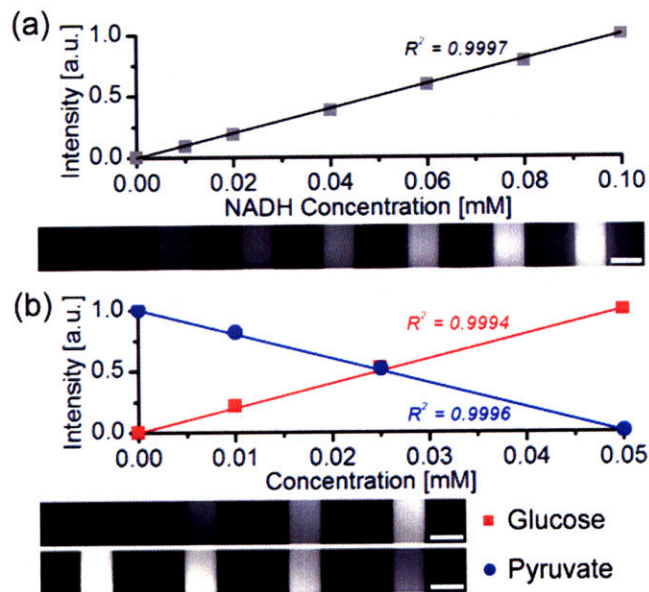 (a)
1.0
0.5
0.0
Intensity [a.u.]
R² = 0.9997
0.00 0.02 0.04 0.06 0.08 0.10
NADH Concentration [mM]
(b)
1.0
0.5
0.0
Intensity [a.u.]
R² = 0.9994
R² = 0.9996
0.00 0.01 0.02 0.03 0.04 0.05
Concentration [mM]
Glucose
Pyruvate